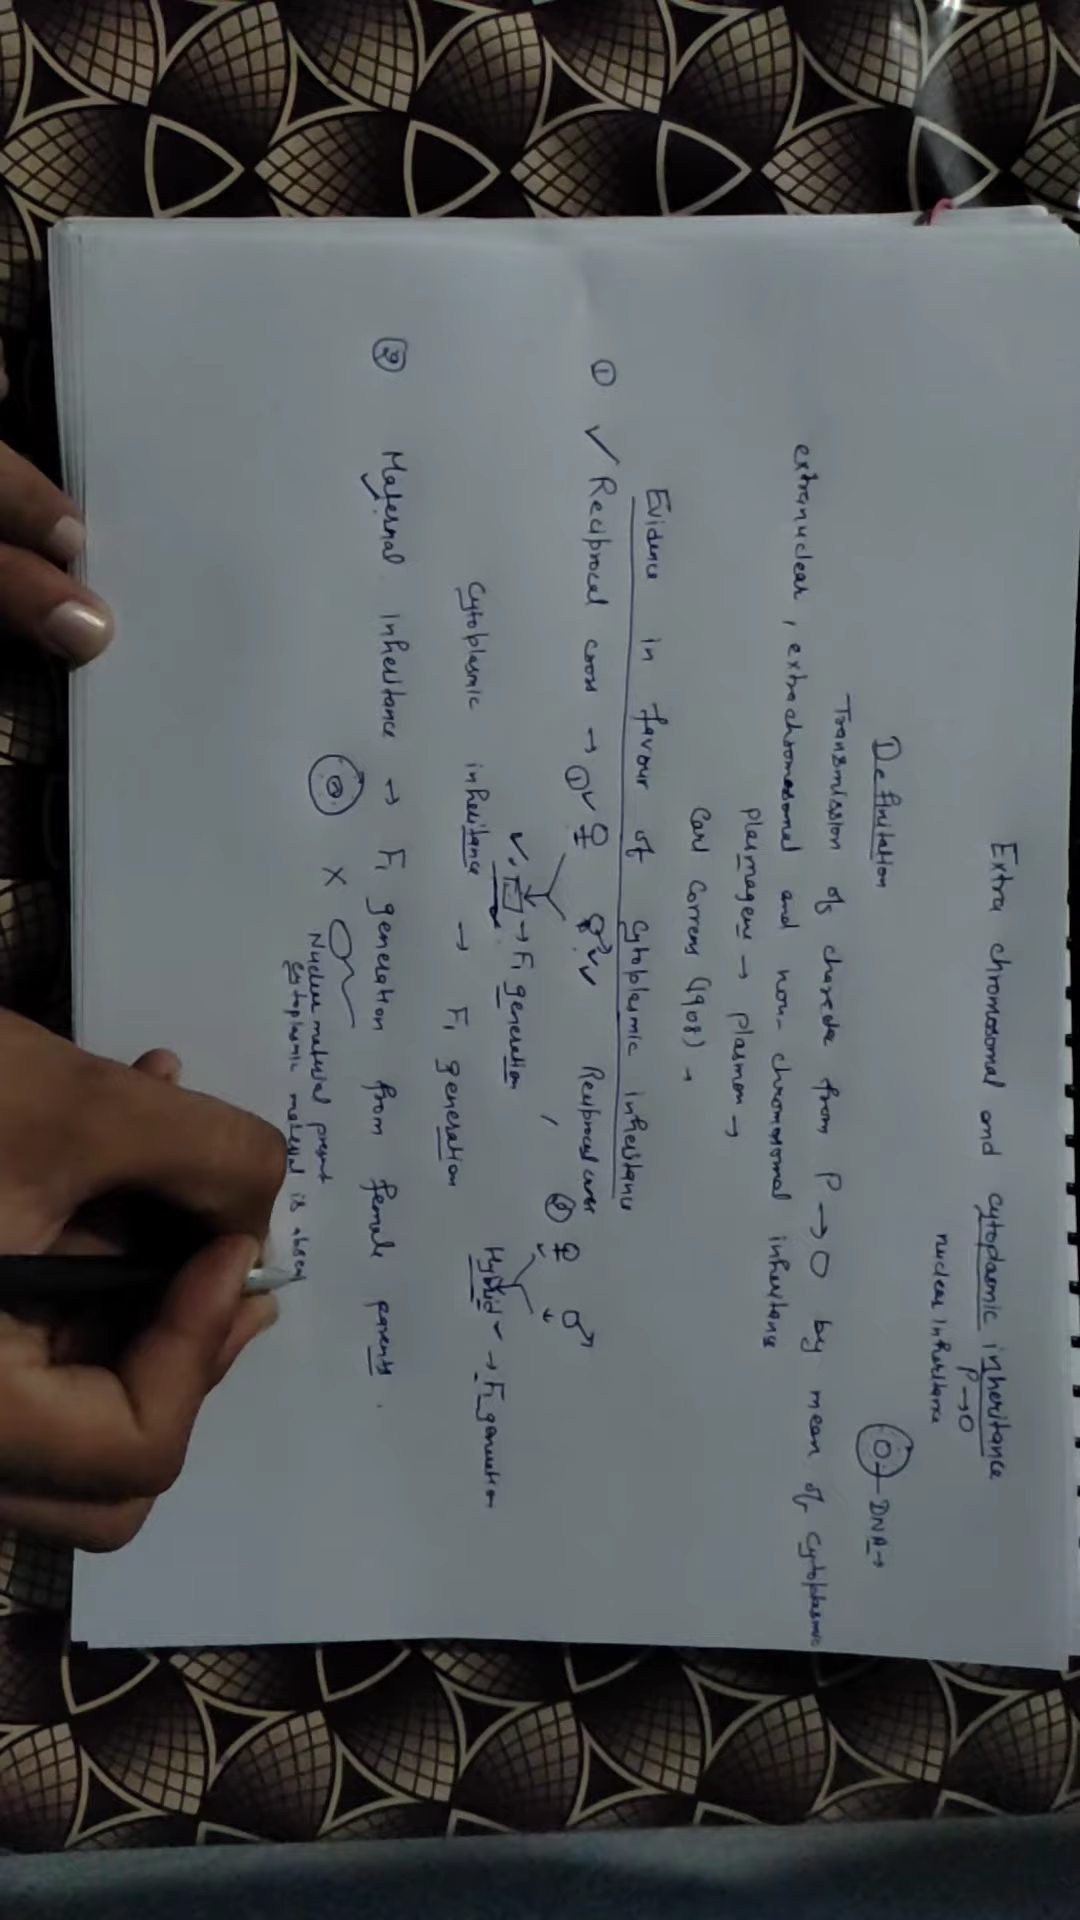 Extra chromosomal and cytoplasmic inheritance
P → O
nuclear inheritance
Definitation
O - DNA →
Transmission of charecte from P → O by mean of cytoplasmic
extranuclear, extrachromosomal and non-chromosomal inheritance
Plasmagene → plasmon →
Carl Correns (1908) →
Evidence in favour of cytoplasmic inheritance
① ✓ Reciprocal cross → ① ✓ ♀ ♂ ✓✓ Reciprocal cross ② ♀ ♂
→ F₁ generation , Hybrid ✓ → F₁ generation
Cytoplasmic inheritance → F₁ generation
② Maternal inheritance → F₁ generation from female parents.
X
Nuclear material present
cytoplasmic material is absen